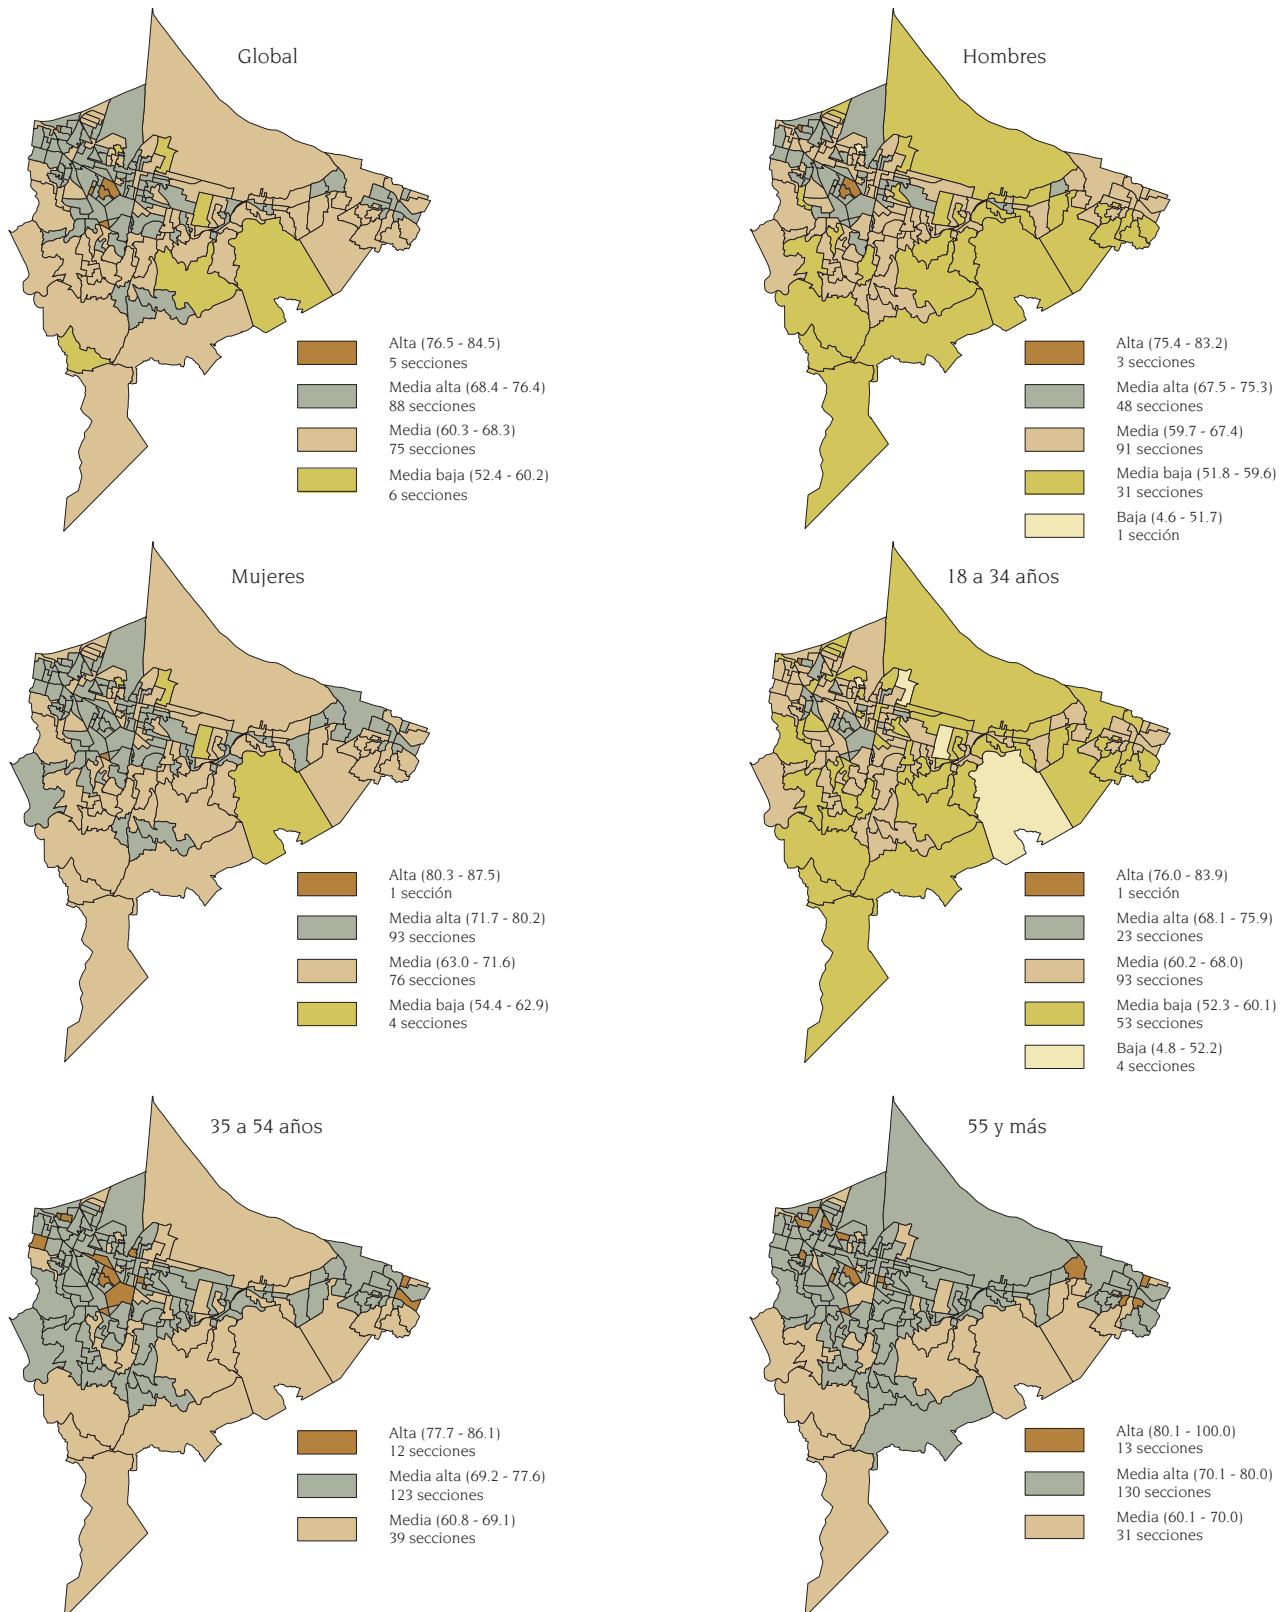 Global
Alta (76.5 - 84.5)
5 secciones
Media alta (68.4 - 76.4)
88 secciones
Media (60.3 - 68.3)
75 secciones
Media baja (52.4 - 60.2)
6 secciones
Hombres
Alta (75.4 - 83.2)
3 secciones
Media alta (67.5 - 75.3)
48 secciones
Media (59.7 - 67.4)
91 secciones
Media baja (51.8 - 59.6)
31 secciones
Baja (4.6 - 51.7)
1 sección
Mujeres
Alta (80.3 - 87.5)
1 sección
Media alta (71.7 - 80.2)
93 secciones
Media (63.0 - 71.6)
76 secciones
Media baja (54.4 - 62.9)
4 secciones
18 a 34 años
Alta (76.0 - 83.9)
1 sección
Media alta (68.1 - 75.9)
23 secciones
Media (60.2 - 68.0)
93 secciones
Media baja (52.3 - 60.1)
53 secciones
Baja (4.8 - 52.2)
4 secciones
35 a 54 años
Alta (77.7 - 86.1)
12 secciones
Media alta (69.2 - 77.6)
123 secciones
Media (60.8 - 69.1)
39 secciones
55 y más
Alta (80.1 - 100.0)
13 secciones
Media alta (70.1 - 80.0)
130 secciones
Media (60.1 - 70.0)
31 secciones